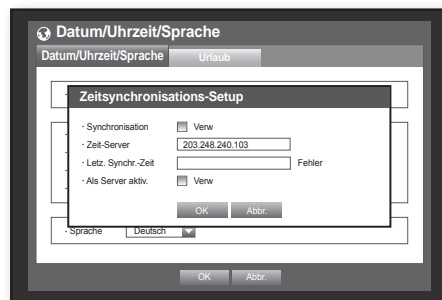 Datum/Uhrzeit/Sprache
Datum/Uhrzeit/Sprache Urlaub
Zeitsynchronisations-Setup
· Synchronisation Verw
· Zeit-Server 203.248.240.103
· Letz. Synchr.-Zeit Fehler
· Als Server aktiv. Verw
OK Abbr.
· Sprache Deutsch
OK Abbr.